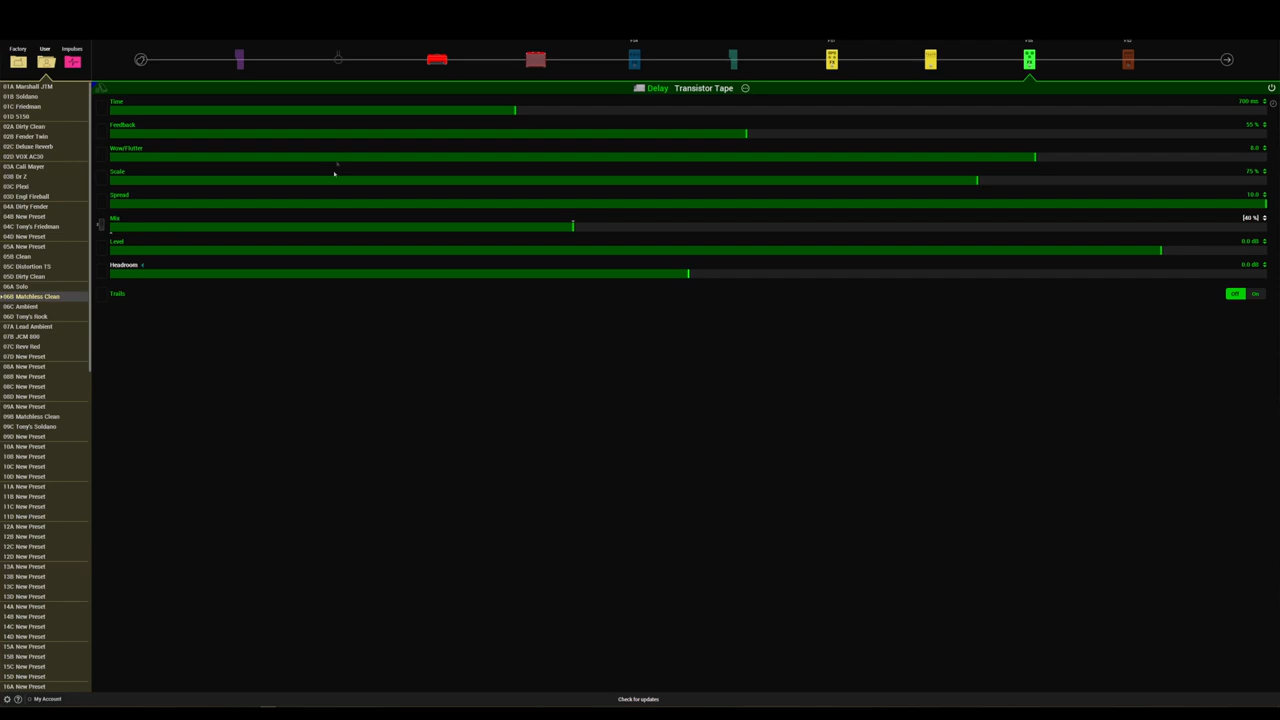 Factory User Impulses
Delay Transistor Tape
Time 700 ms
Feedback 55 %
Wow/Flutter 8.0
Scale 75 %
Spread 10.0
Mix |40 %|
Level 0.0 dB
Headroom 0.0 dB
Trails Off On
01A Marshall JTM
01B Soldano
01C Friedman
01D 5150
02A Dirty Clean
02B Fender Twin
02C Deluxe Reverb
02D VOX AC30
03A Cali Mayer
03B Dr Z
03C Plexi
03D Engl Fireball
04A Dirty Fender
04B New Preset
04C Tony's Friedman
04D New Preset
05A New Preset
05B Clean
05C Distortion TS
05D Dirty Clean
06A Solo
06B Matchless Clean
06C Ambient
06D Tony's Rock
07A Lead Ambient
07B JCM 800
07C Revv Red
07D New Preset
08A New Preset
08B New Preset
08C New Preset
08D New Preset
09A New Preset
09B Matchless Clean
09C Tony's Soldano
09D New Preset
10A New Preset
10B New Preset
10C New Preset
10D New Preset
11A New Preset
11B New Preset
11C New Preset
11D New Preset
12A New Preset
12B New Preset
12C New Preset
12D New Preset
13A New Preset
13B New Preset
13C New Preset
13D New Preset
14A New Preset
14B New Preset
14C New Preset
14D New Preset
15A New Preset
15B New Preset
15C New Preset
15D New Preset
16A New Preset
My Account
Check for updates